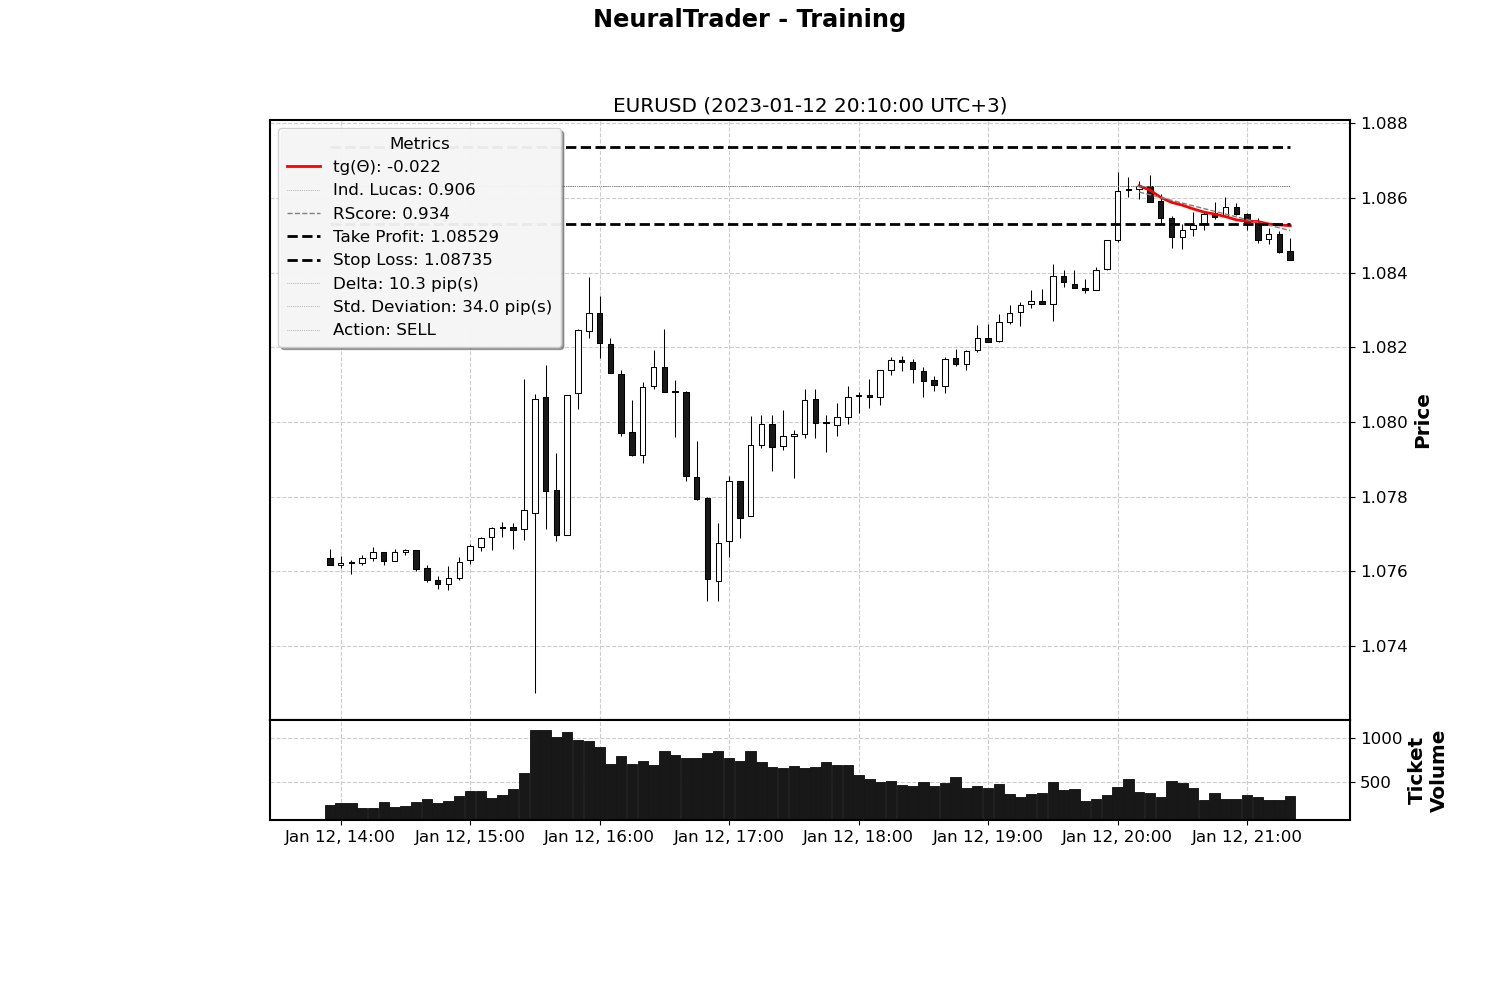 NeuralTrader - Training
EURUSD (2023-01-12 20:10:00 UTC+3)
Metrics
tg(Θ): -0.022
Ind. Lucas: 0.906
RScore: 0.934
Take Profit: 1.08529
Stop Loss: 1.08735
Delta: 10.3 pip(s)
Std. Deviation: 34.0 pip(s)
Action: SELL
1.088
1.086
1.084
1.082
1.080
1.078
1.076
1.074
Price
1000
500
Ticket
Volume
Jan 12, 14:00
Jan 12, 15:00
Jan 12, 16:00
Jan 12, 17:00
Jan 12, 18:00
Jan 12, 19:00
Jan 12, 20:00
Jan 12, 21:00